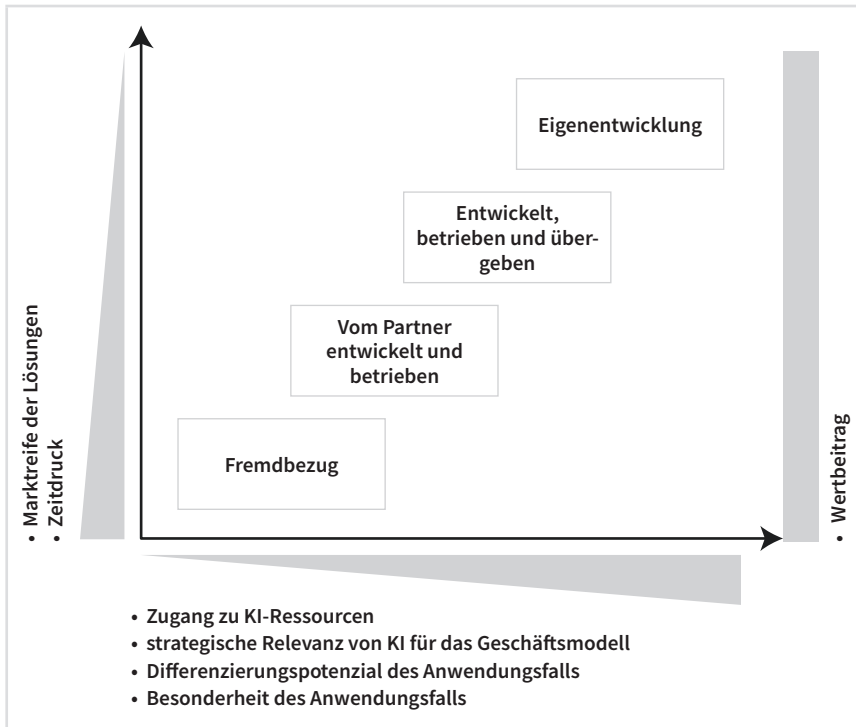 Eigenentwicklung
Entwickelt,
betrieben und über-
geben
Vom Partner
entwickelt und
betrieben
Fremdbezug
• Marktreife der Lösungen
• Zeitdruck
• Wertbeitrag
• Zugang zu KI-Ressourcen
• strategische Relevanz von KI für das Geschäftsmodell
• Differenzierungspotenzial des Anwendungsfalls
• Besonderheit des Anwendungsfalls